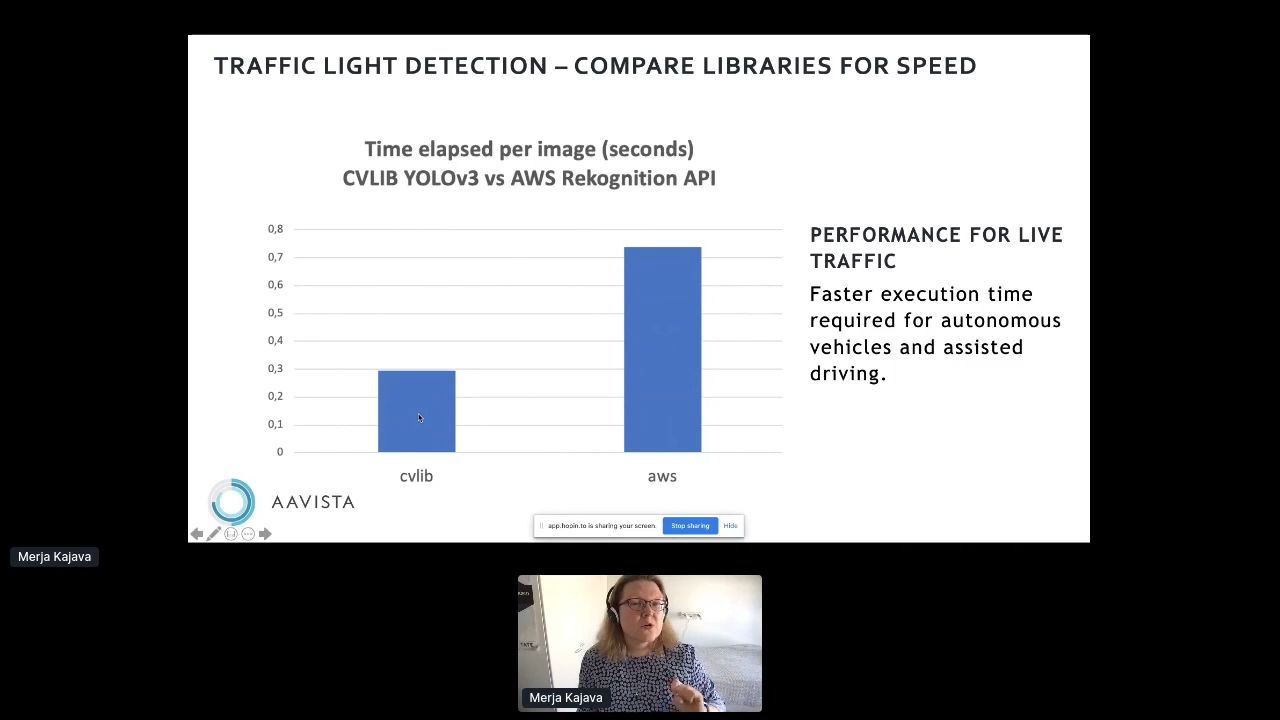 TRAFFIC LIGHT DETECTION – COMPARE LIBRARIES FOR SPEED
Time elapsed per image (seconds)
CVLIB YOLOv3 vs AWS Rekognition API
0,8
0,7
0,6
0,5
0,4
0,3
0,2
0,1
0
cvlib
aws
PERFORMANCE FOR LIVE
TRAFFIC
Faster execution time
required for autonomous
vehicles and assisted
driving.
AAVISTA
app.hopin.to is sharing your screen.
Stop sharing
Hide
Merja Kajava
Merja Kajava